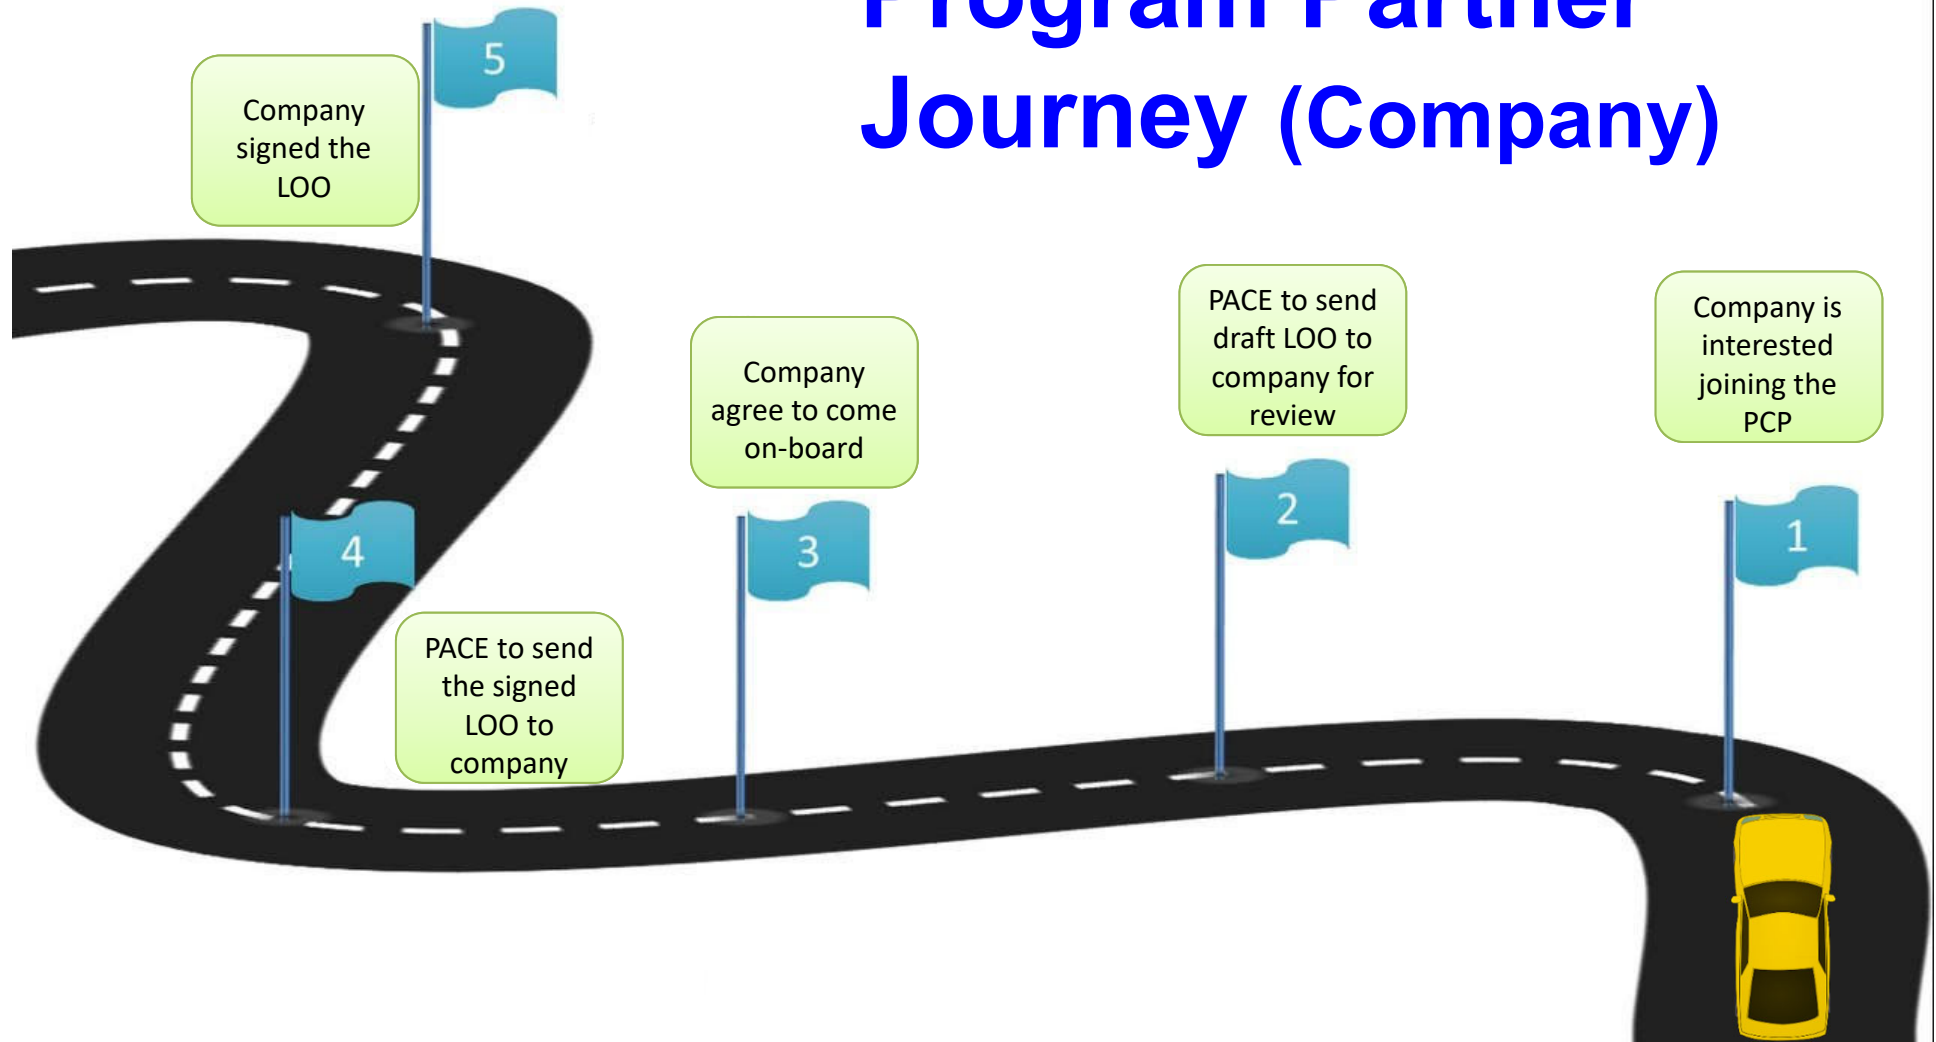 Program Partner
Journey (Company)
5
Company
signed the
LOO
PACE to send
draft LOO to
company for
review
Company is
interested
joining the
PCP
Company
agree to come
on-board
2
1
4
3
PACE to send
the signed
LOO to
company